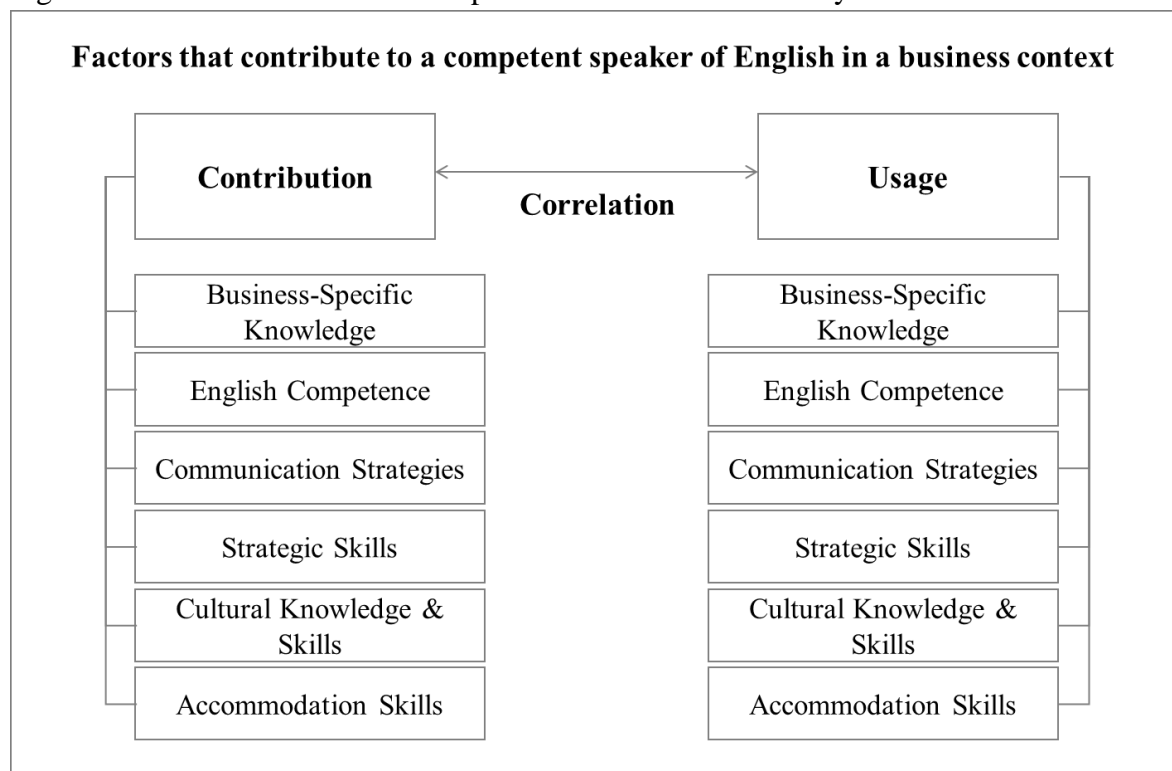 Factors that contribute to a competent speaker of English in a business context
Contribution
Correlation
Usage
Business-Specific
Knowledge
English Competence
Communication Strategies
Strategic Skills
Cultural Knowledge &
Skills
Accommodation Skills
Business-Specific
Knowledge
English Competence
Communication Strategies
Strategic Skills
Cultural Knowledge &
Skills
Accommodation Skills